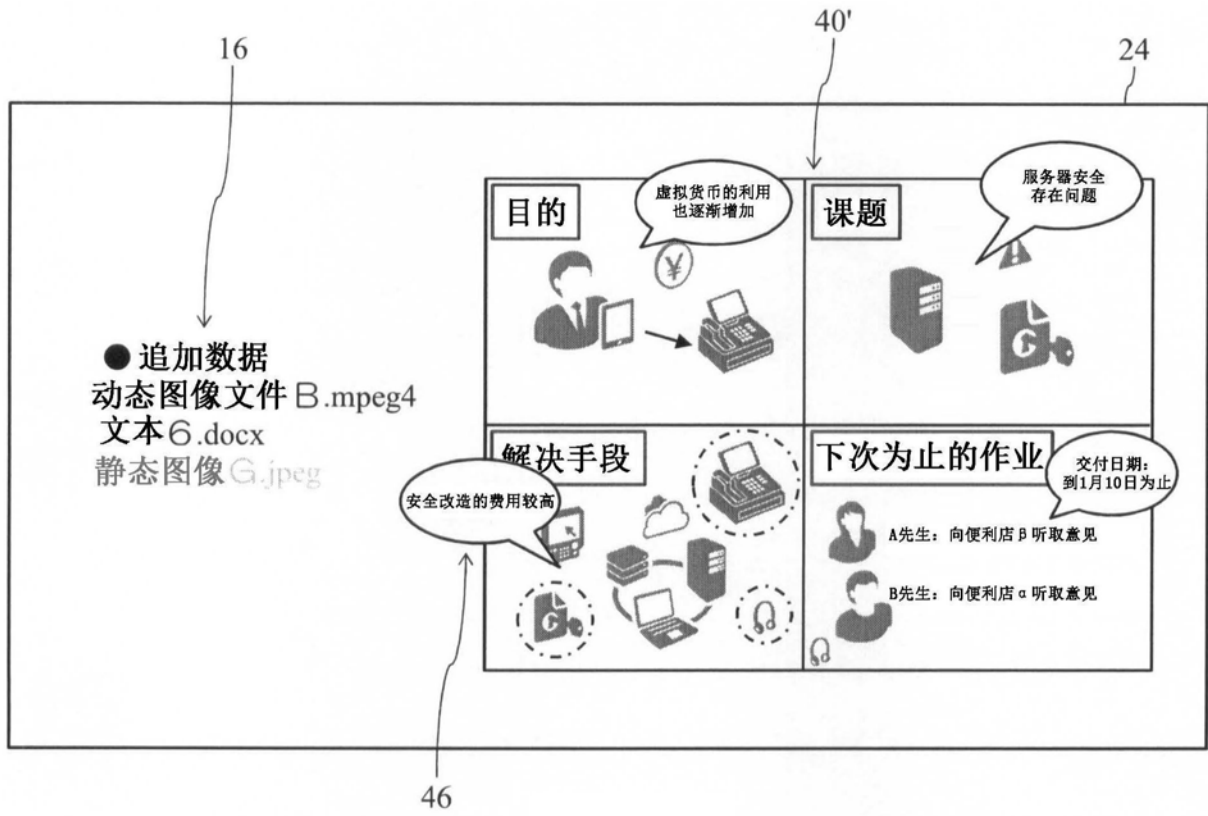 16
40'
24
目的
虚拟货币的利用
也逐渐增加
¥
课题
服务器安全
存在问题
●追加数据
动态图像文件B.mpeg4
文本6.docx
静态图像G.jpeg
解决手段
安全改造的费用较高
下次为止的作业
交付日期：
到1月10日为止
A先生：向便利店β听取意见
B先生：向便利店α听取意见
46